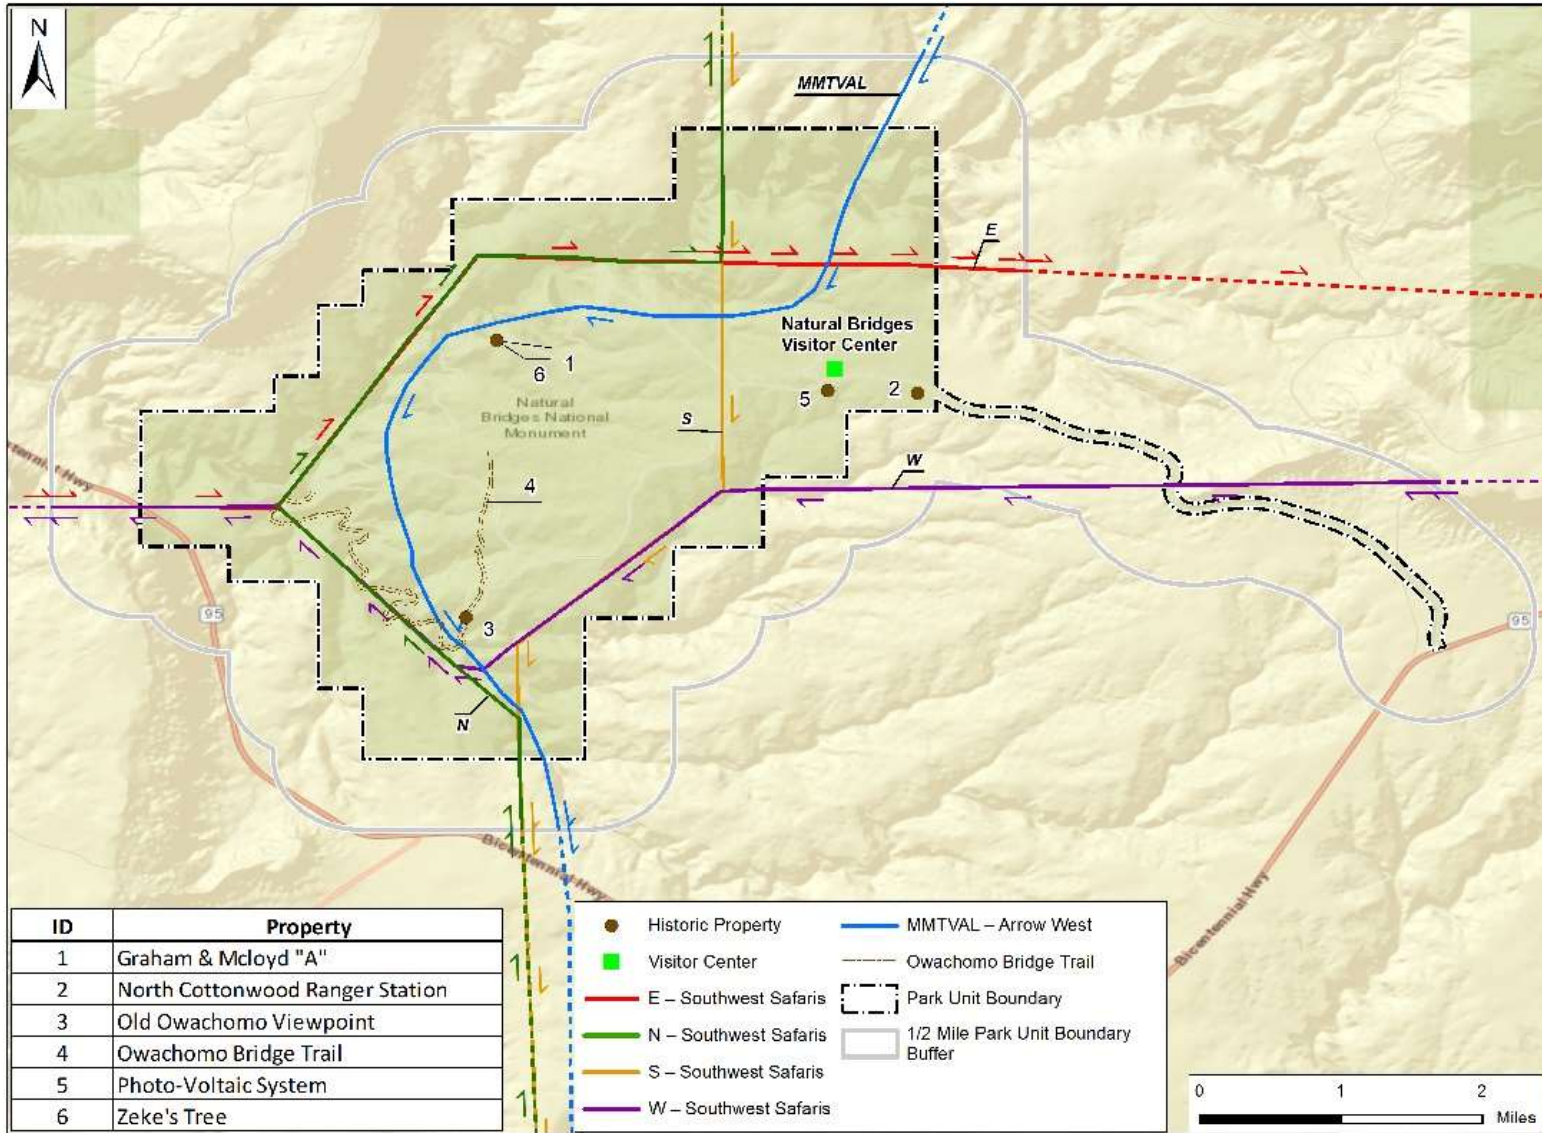 N
MMTVAL
E
Natural Bridges
Visitor Center
1
6
5
2
Natural
Bridges National
Monument
S
W
4
tennial Hwy
95
3
95
N
Bicentennial Hwy
Bicentennial Hwy
ID Property
1 Graham & Mcloyd "A"
2 North Cottonwood Ranger Station
3 Old Owachomo Viewpoint
4 Owachomo Bridge Trail
5 Photo-Voltaic System
6 Zeke's Tree
Historic Property
Visitor Center
E – Southwest Safaris
N – Southwest Safaris
S – Southwest Safaris
W – Southwest Safaris
MMTVAL – Arrow West
Owachomo Bridge Trail
Park Unit Boundary
1/2 Mile Park Unit Boundary
Buffer
0 1 2
Miles